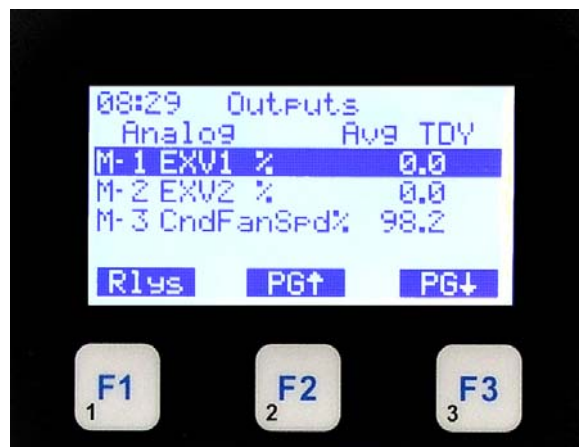 08:29 Outputs
Analog Avg TDY
M- 1 EXV1 % 0.0
M- 2 EXV2 % 0.0
M- 3 CndFanSpd% 98.2
Rlys PG↑ PG↓
F1 F2 F3
1 2 3